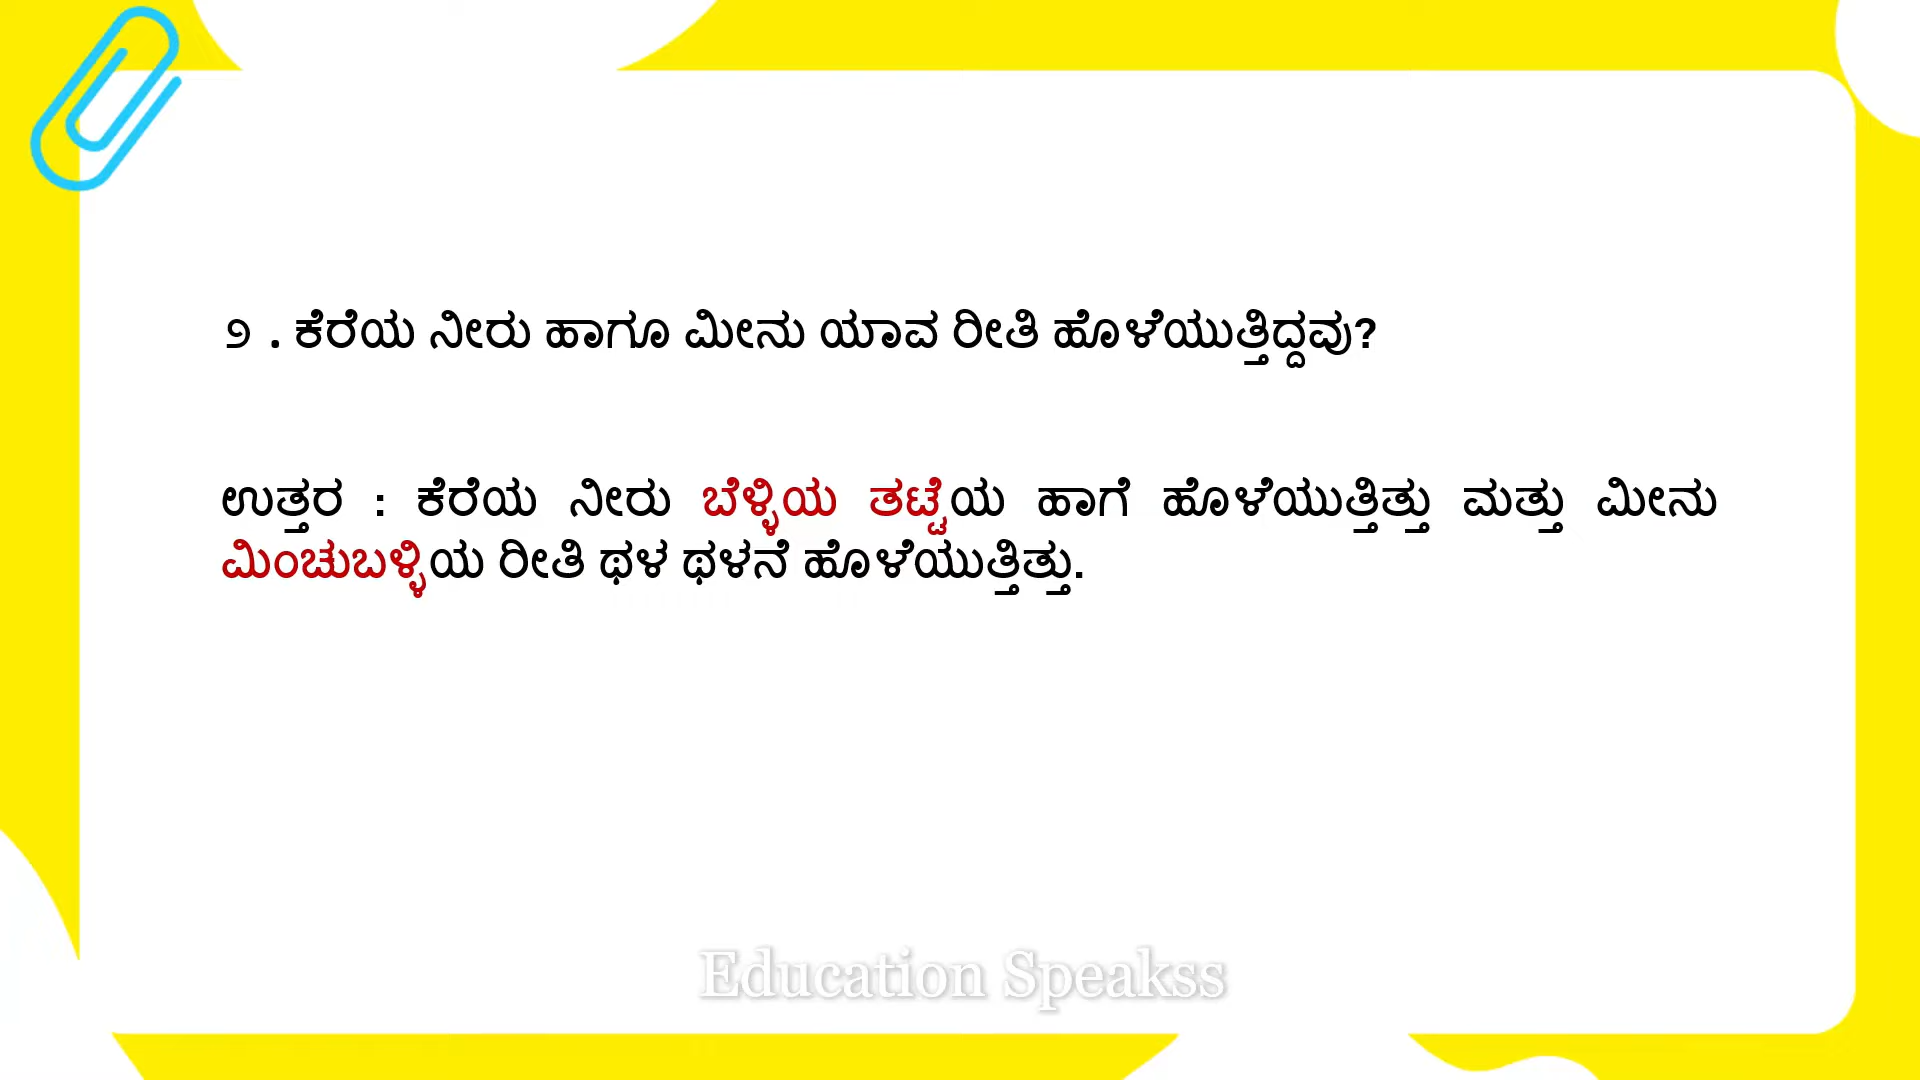 ೨ . ಕೆರೆಯ ನೀರು ಹಾಗೂ ಮೀನು ಯಾವ ರೀತಿ ಹೊಳೆಯುತ್ತಿದ್ದವು?
ಉತ್ತರ : ಕೆರೆಯ ನೀರು ಬೆಳ್ಳಿಯ ತಟ್ಟೆಯ ಹಾಗೆ ಹೊಳೆಯುತ್ತಿತ್ತು ಮತ್ತು ಮೀನು
ಮಿಂಚುಬಳ್ಳಿಯ ರೀತಿ ಥಳ ಥಳನೆ ಹೊಳೆಯುತ್ತಿತ್ತು.
Education Speakss